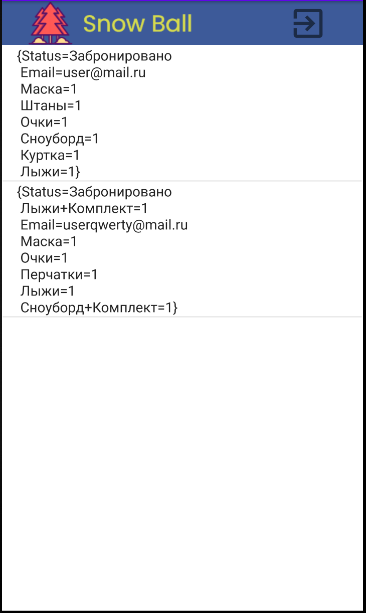 Snow Ball
{Status=Забронировано
Email=user@mail.ru
Маска=1
Штаны=1
Очки=1
Сноуборд=1
Куртка=1
Лыжи=1}
{Status=Забронировано
Лыжи+Комплект=1
Email=userqwerty@mail.ru
Маска=1
Очки=1
Перчатки=1
Лыжи=1
Сноуборд+Комплект=1}